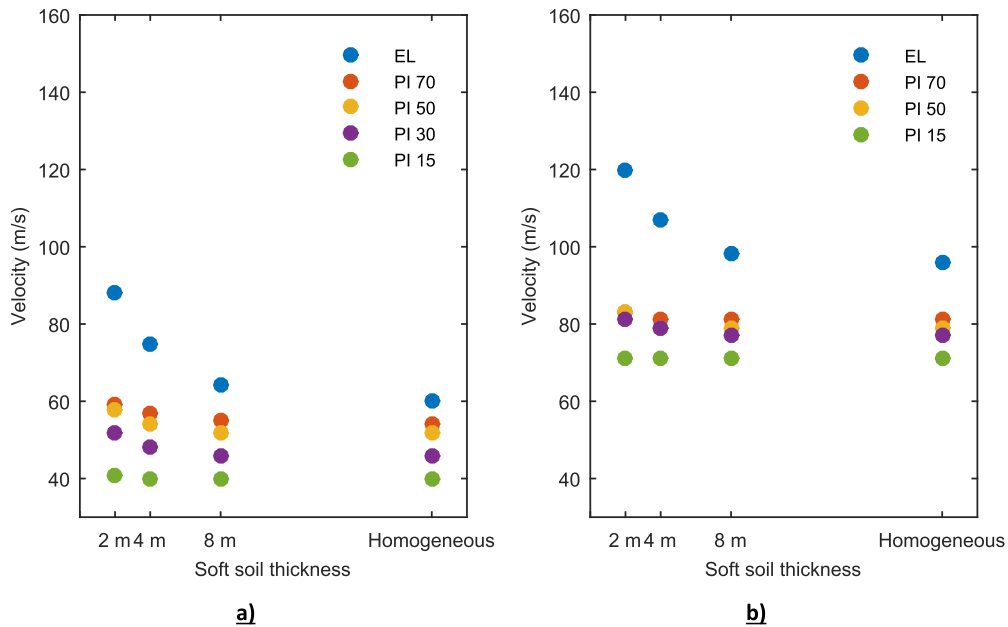 160
140
120
100
80
60
40
Velocity (m/s)
EL
PI 70
PI 50
PI 30
PI 15
2 m 4 m 8 m Homogeneous
Soft soil thickness
a)
160
140
120
100
80
60
40
Velocity (m/s)
EL
PI 70
PI 50
PI 15
2 m 4 m 8 m Homogeneous
Soft soil thickness
b)